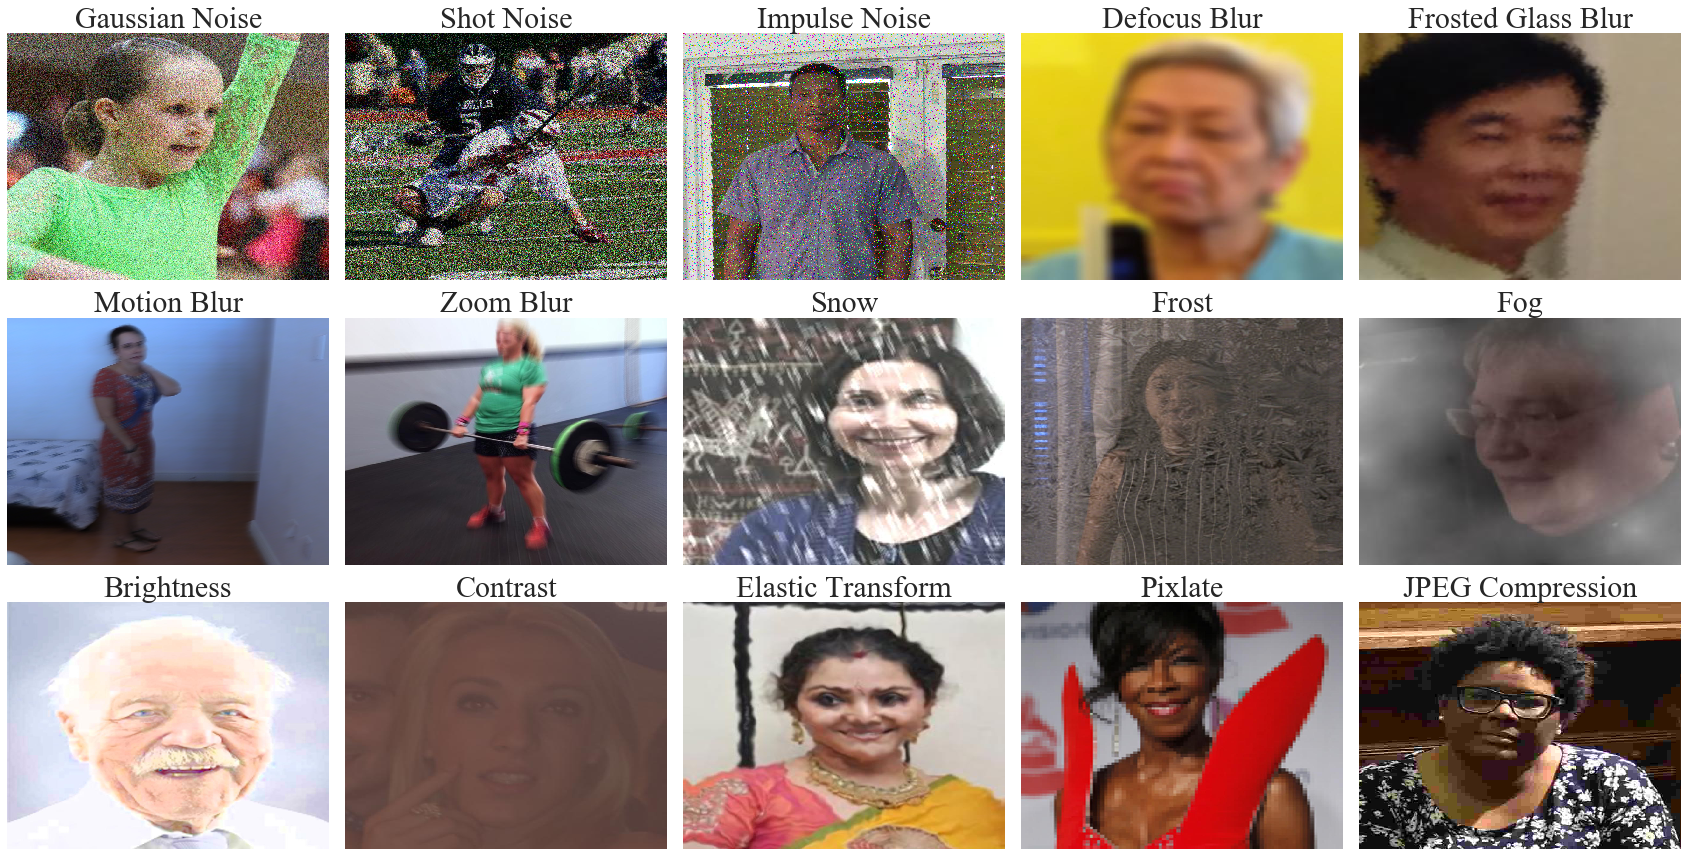 Gaussian Noise
Shot Noise
Impulse Noise
Defocus Blur
Frosted Glass Blur
Motion Blur
Zoom Blur
Snow
Frost
Fog
Brightness
Contrast
Elastic Transform
Pixlate
JPEG Compression